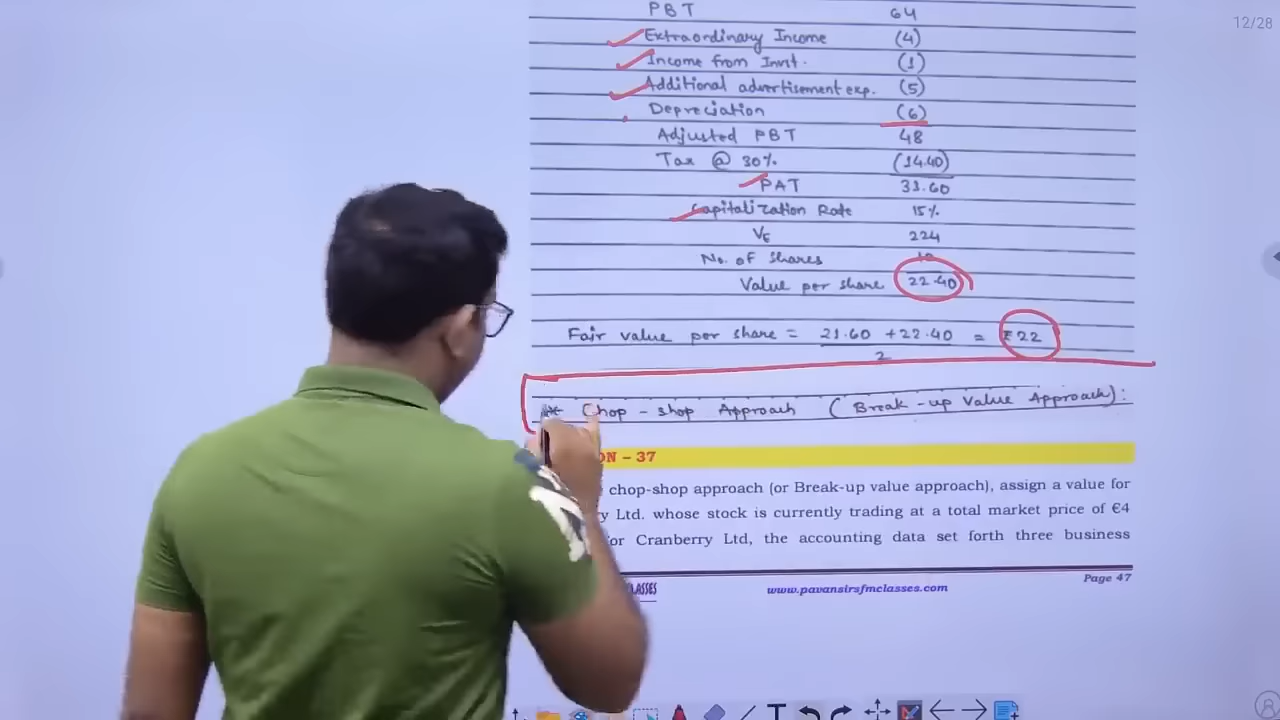 12/28
PBT 64
Extraordinary Income (4)
Income from Invt. (1)
Additional advertisement exp. (5)
Depreciation (6)
Adjusted PBT 48
Tax @ 30% (14.40)
PAT 33.60
Capitalization Rate 15%
VE 224
No. of shares 10
Value per share 22.40
Fair value per share = 21.60 + 22.40 = ₹22
2
* Chop - shop Approach (Break - up Value Approach) :
ON – 37
chop-shop approach (or Break-up value approach), assign a value for
y Ltd. whose stock is currently trading at a total market price of €4
or Cranberry Ltd, the accounting data set forth three business
LASSES www.pavansirsfmclasses.com Page 47